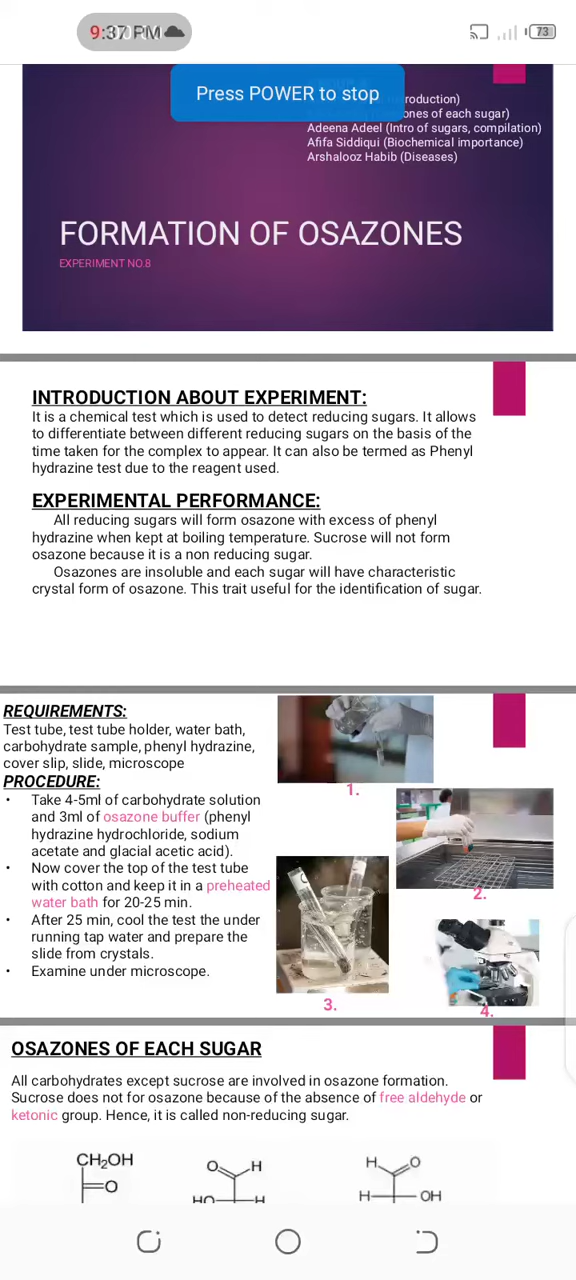 9:37 PM
73
Press POWER to stop
roduction)
ones of each sugar)
Adeena Adeel (Intro of sugars, compilation)
Afifa Siddiqui (Biochemical importance)
Arshalooz Habib (Diseases)
FORMATION OF OSAZONES
EXPERIMENT NO.8
INTRODUCTION ABOUT EXPERIMENT:
It is a chemical test which is used to detect reducing sugars. It allows
to differentiate between different reducing sugars on the basis of the
time taken for the complex to appear. It can also be termed as Phenyl
hydrazine test due to the reagent used.
EXPERIMENTAL PERFORMANCE:
All reducing sugars will form osazone with excess of phenyl
hydrazine when kept at boiling temperature. Sucrose will not form
osazone because it is a non reducing sugar.
Osazones are insoluble and each sugar will have characteristic
crystal form of osazone. This trait useful for the identification of sugar.
REQUIREMENTS:
Test tube, test tube holder, water bath,
carbohydrate sample, phenyl hydrazine,
cover slip, slide, microscope
PROCEDURE:
• Take 4-5ml of carbohydrate solution
and 3ml of osazone buffer (phenyl
hydrazine hydrochloride, sodium
acetate and glacial acetic acid).
• Now cover the top of the test tube
with cotton and keep it in a preheated
water bath for 20-25 min.
• After 25 min, cool the test the under
running tap water and prepare the
slide from crystals.
• Examine under microscope.
1.
2.
3.
4.
OSAZONES OF EACH SUGAR
All carbohydrates except sucrose are involved in osazone formation.
Sucrose does not for osazone because of the absence of free aldehyde or
ketonic group. Hence, it is called non-reducing sugar.
CH₂OH
O
O H
HO H
H O
H OH